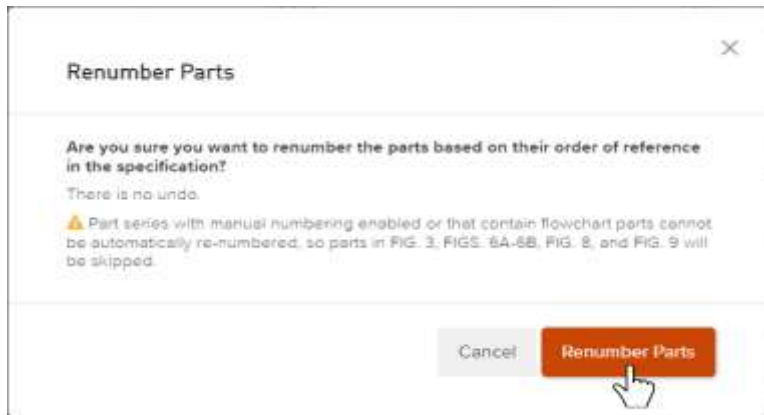 Renumber Parts
Are you sure you want to renumber the parts based on their order of reference
in the specification?
There is no undo.
Part series with manual numbering enabled or that contain flowchart parts cannot
be automatically re-numbered, so parts in FIG. 3, FIGS. 6A-6B, FIG. 8, and FIG. 9 will
be skipped.
Cancel
Renumber Parts